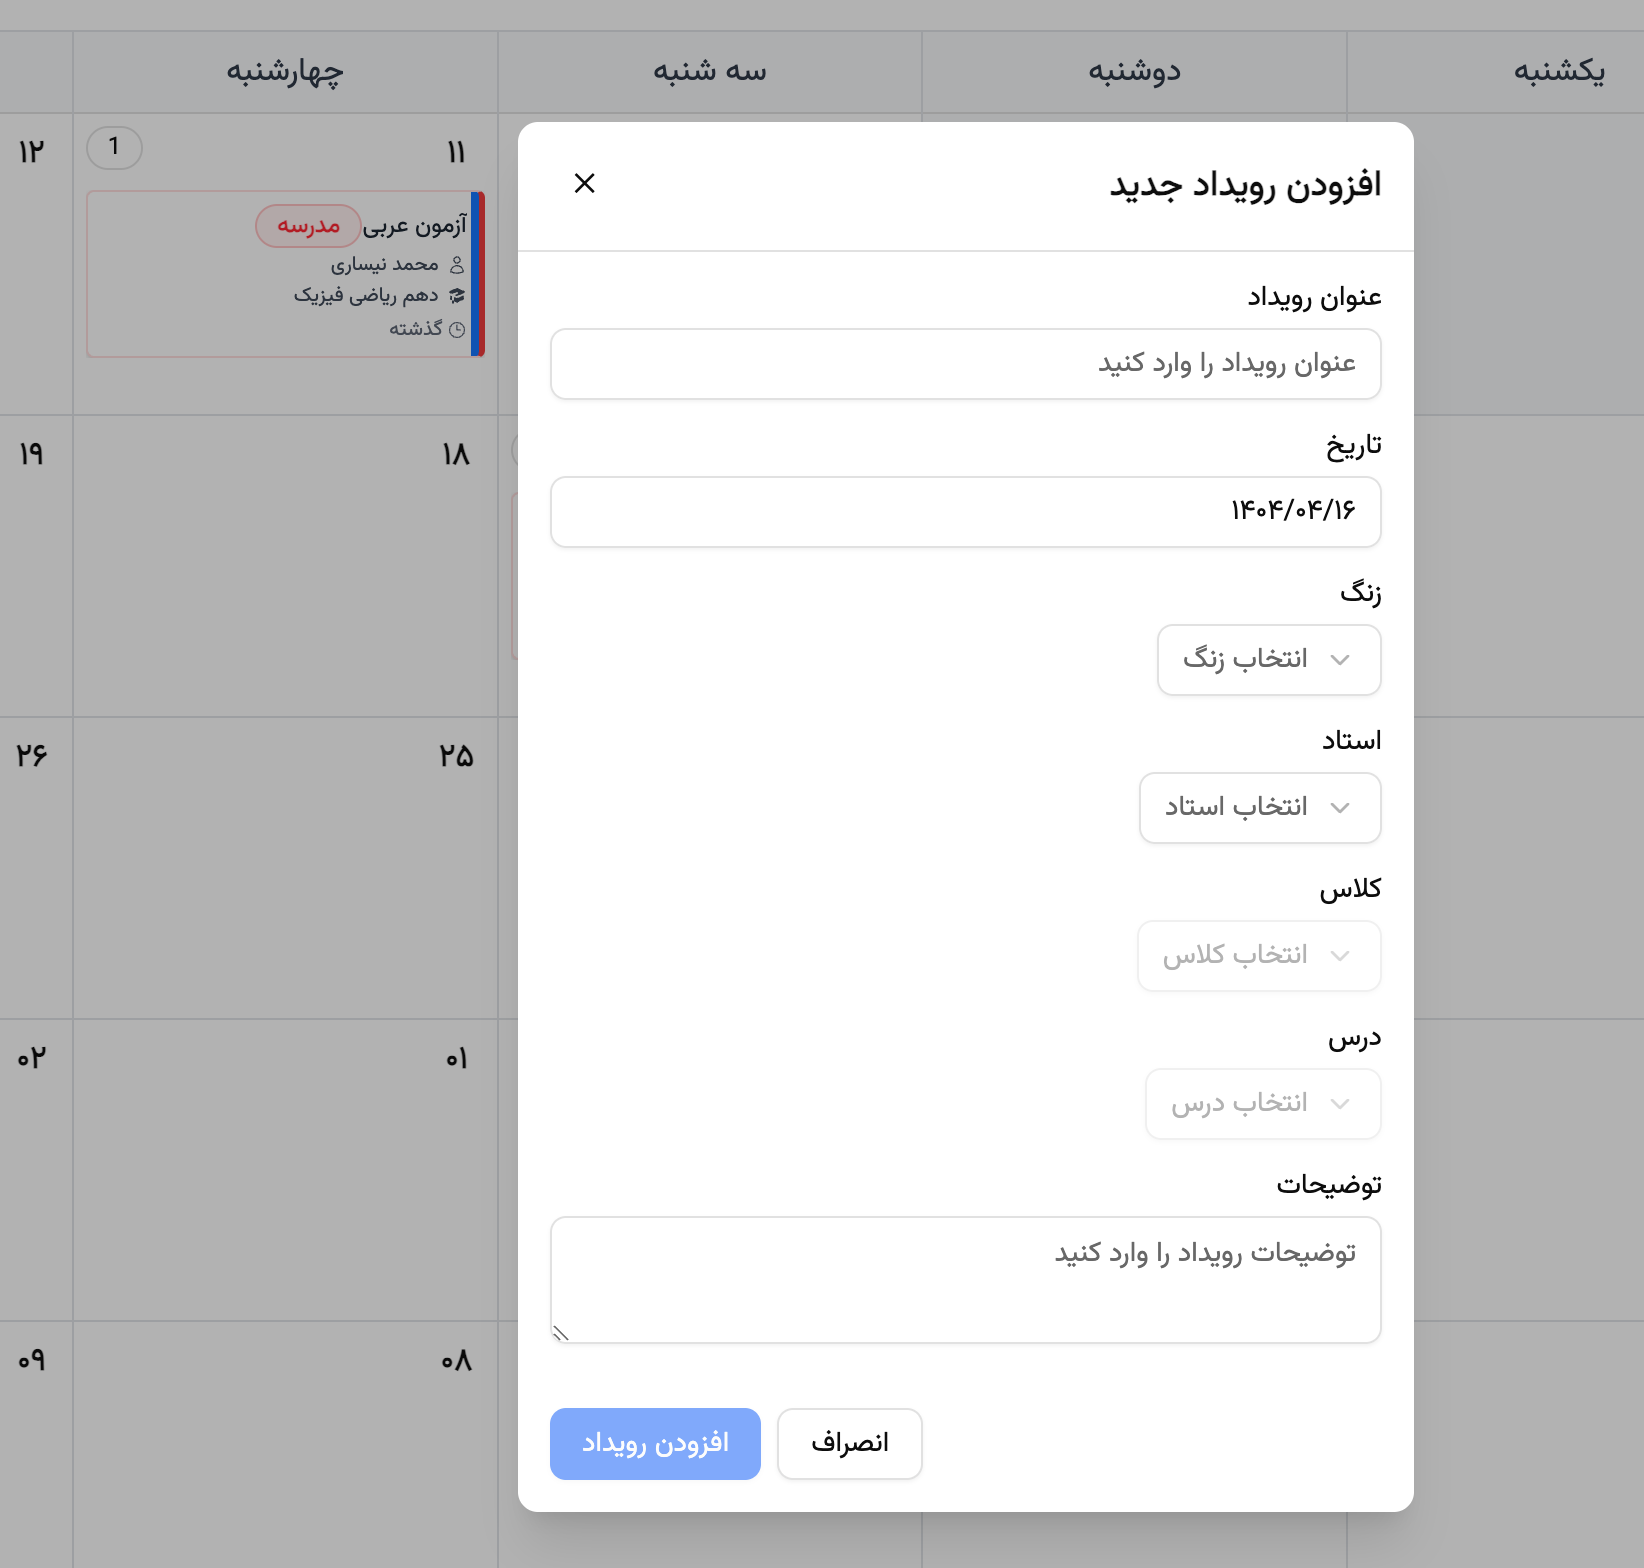 یکشنبه
دوشنبه
سه شنبه
چهارشنبه
۱۱
1
۱۲
آزمون عربی
مدرسه
محمد نیساری
دهم ریاضی فیزیک
گذشته
۱۸
۱۹
۲۵
۲۶
۰۱
۰۲
۰۸
۰۹
افزودن رویداد جدید
عنوان رویداد
عنوان رویداد را وارد کنید
تاریخ
۱۴۰۴/۰۴/۱۶
زنگ
انتخاب زنگ
استاد
انتخاب استاد
کلاس
انتخاب کلاس
درس
انتخاب درس
توضیحات
توضیحات رویداد را وارد کنید
انصراف
افزودن رویداد